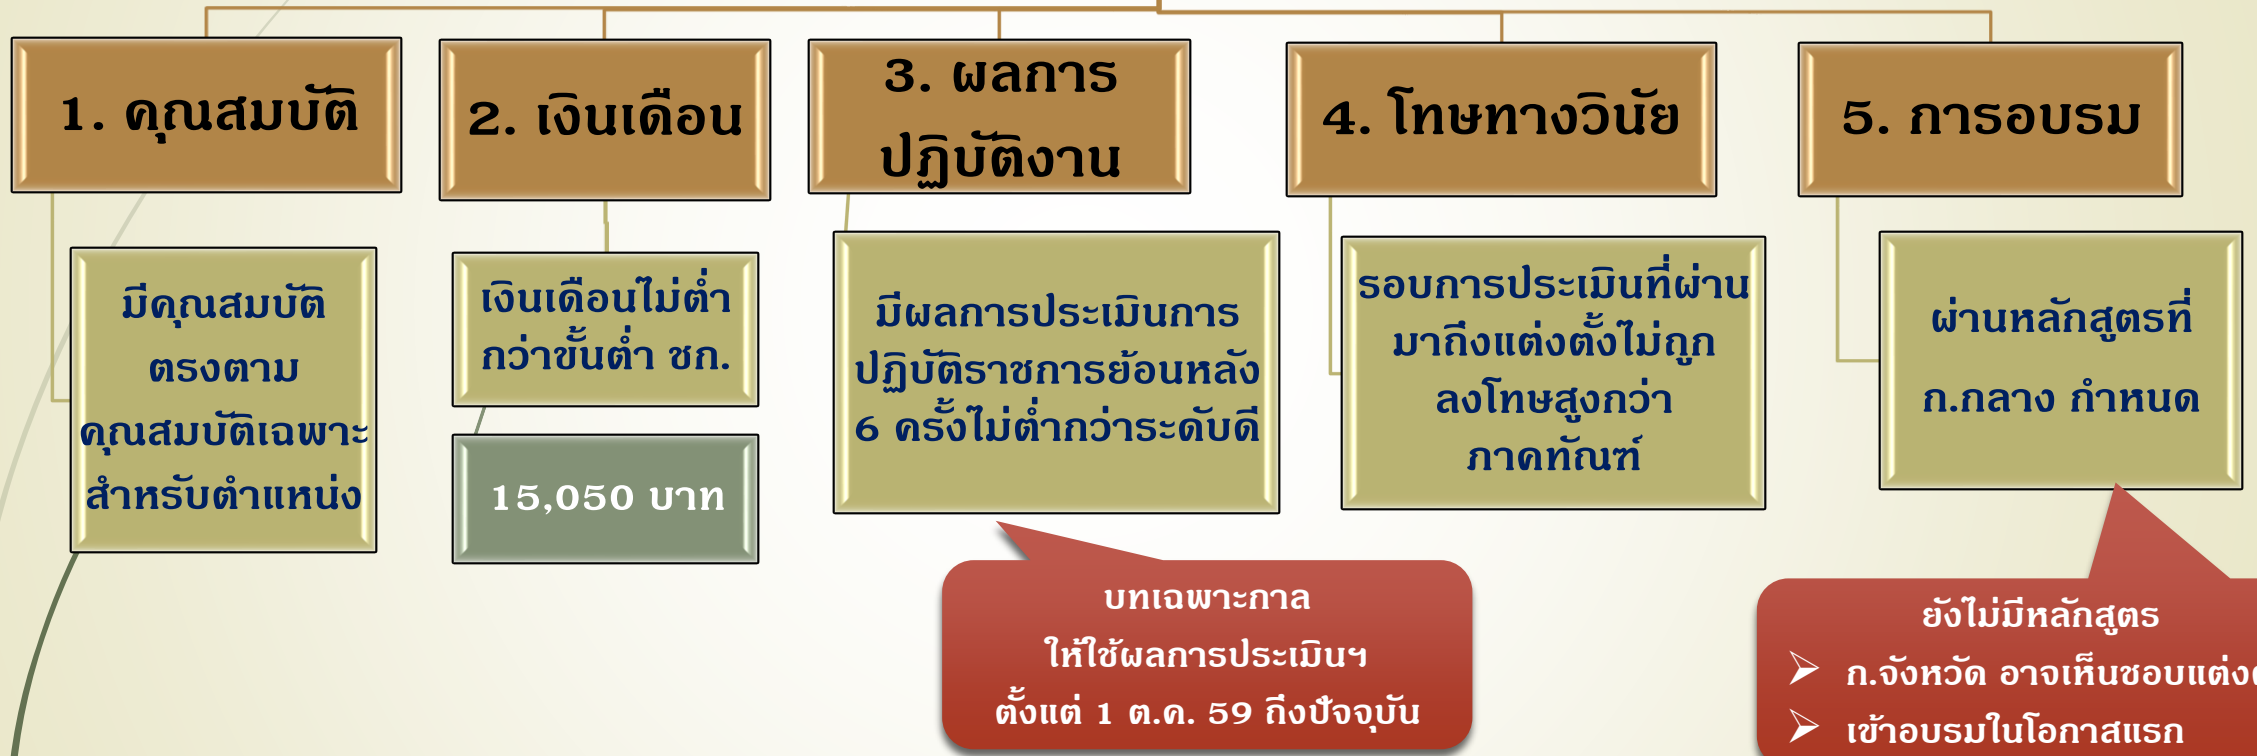 1. คุณสมบัติ
มีคุณสมบัติ
ตรงตาม
คุณสมบัติเฉพาะ
สำหรับตำแหน่ง
2. เงินเดือน
เงินเดือนไม่ต่ำ
กว่าขั้นต่ำ ชก.
15,050 บาท
3. ผลการ
ปฏิบัติงาน
มีผลการประเมินการ
ปฏิบัติราชการย้อนหลัง
6 ครั้งไม่ต่ำกว่าระดับดี
บทเฉพาะกาล
ให้ใช้ผลการประเมินฯ
ตั้งแต่ 1 ต.ค. 59 ถึงปัจจุบัน
4. โทษทางวินัย
รอบการประเมินที่ผ่าน
มาถึงแต่งตั้งไม่ถูก
ลงโทษสูงกว่า
ภาคทัณฑ์
5. การอบรม
ผ่านหลักสูตรที่
ก.กลาง กำหนด
ยังไม่มีหลักสูตร
➢ ก.จังหวัด อาจเห็นชอบ
➢ เข้าอบรมในโอกาสแรก